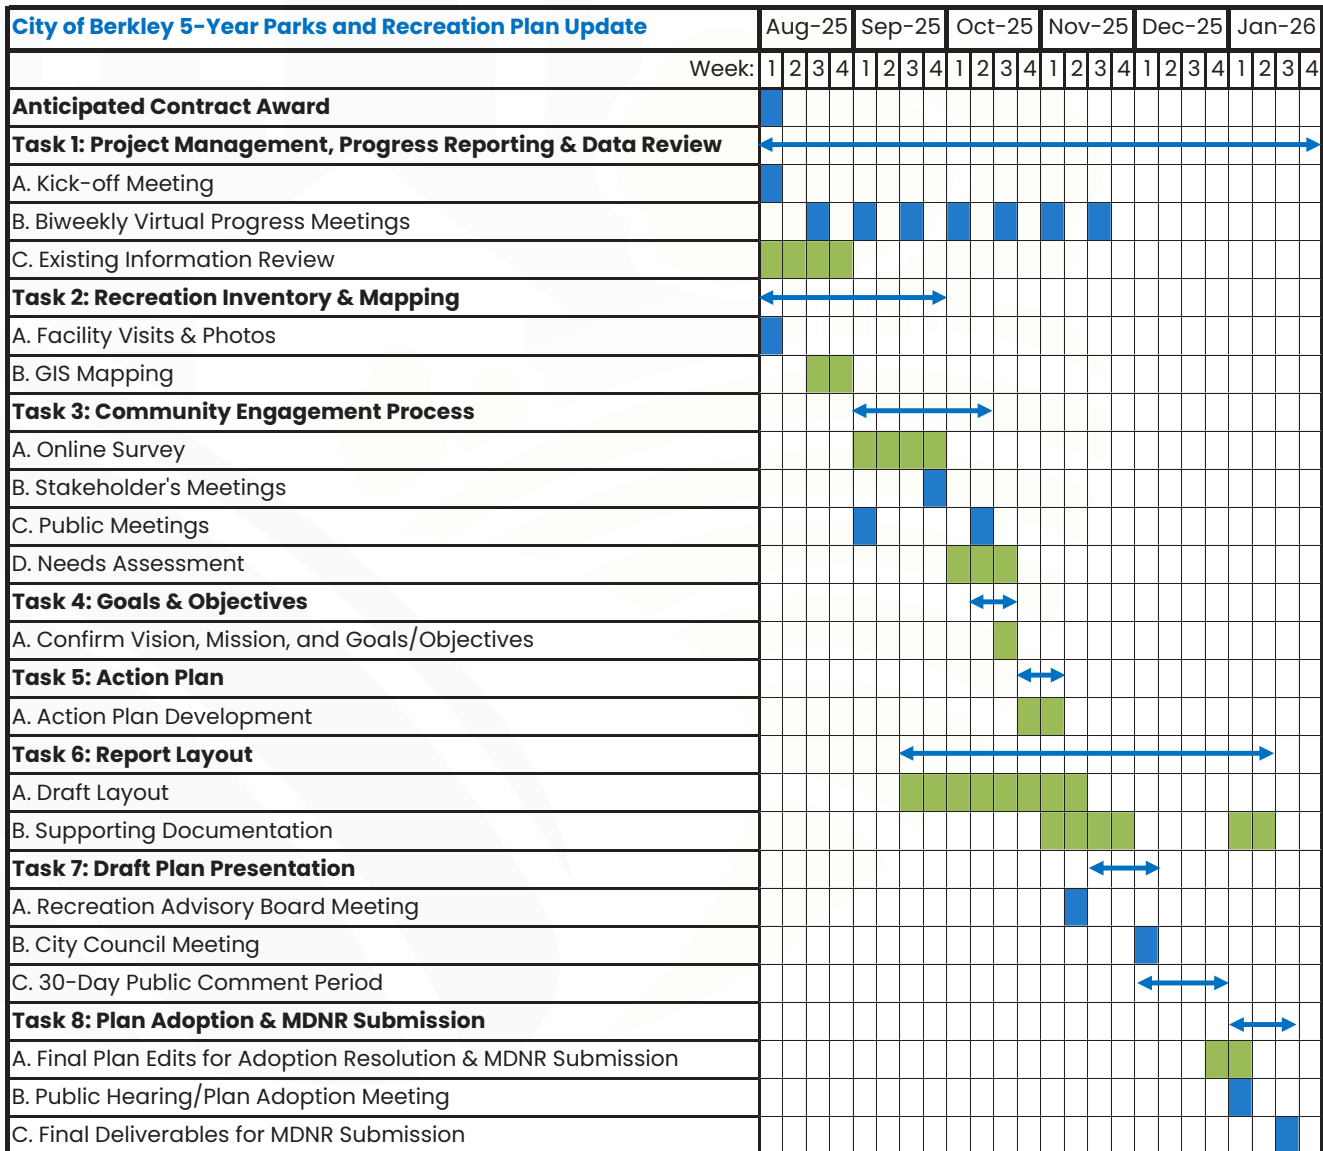 City of Berkley 5-Year Parks and Recreation Plan Update Aug-25 Sep-25 Oct-25 Nov-25 Dec-25 Jan-26
Week: 1 2 3 4 1 2 3 4 1 2 3 4 1 2 3 4 1 2 3 4 1 2 3 4
Anticipated Contract Award
Task 1: Project Management, Progress Reporting & Data Review
A. Kick-off Meeting
B. Biweekly Virtual Progress Meetings
C. Existing Information Review
Task 2: Recreation Inventory & Mapping
A. Facility Visits & Photos
B. GIS Mapping
Task 3: Community Engagement Process
A. Online Survey
B. Stakeholder's Meetings
C. Public Meetings
D. Needs Assessment
Task 4: Goals & Objectives
A. Confirm Vision, Mission, and Goals/Objectives
Task 5: Action Plan
A. Action Plan Development
Task 6: Report Layout
A. Draft Layout
B. Supporting Documentation
Task 7: Draft Plan Presentation
A. Recreation Advisory Board Meeting
B. City Council Meeting
C. 30-Day Public Comment Period
Task 8: Plan Adoption & MDNR Submission
A. Final Plan Edits for Adoption Resolution & MDNR Submission
B. Public Hearing/Plan Adoption Meeting
C. Final Deliverables for MDNR Submission